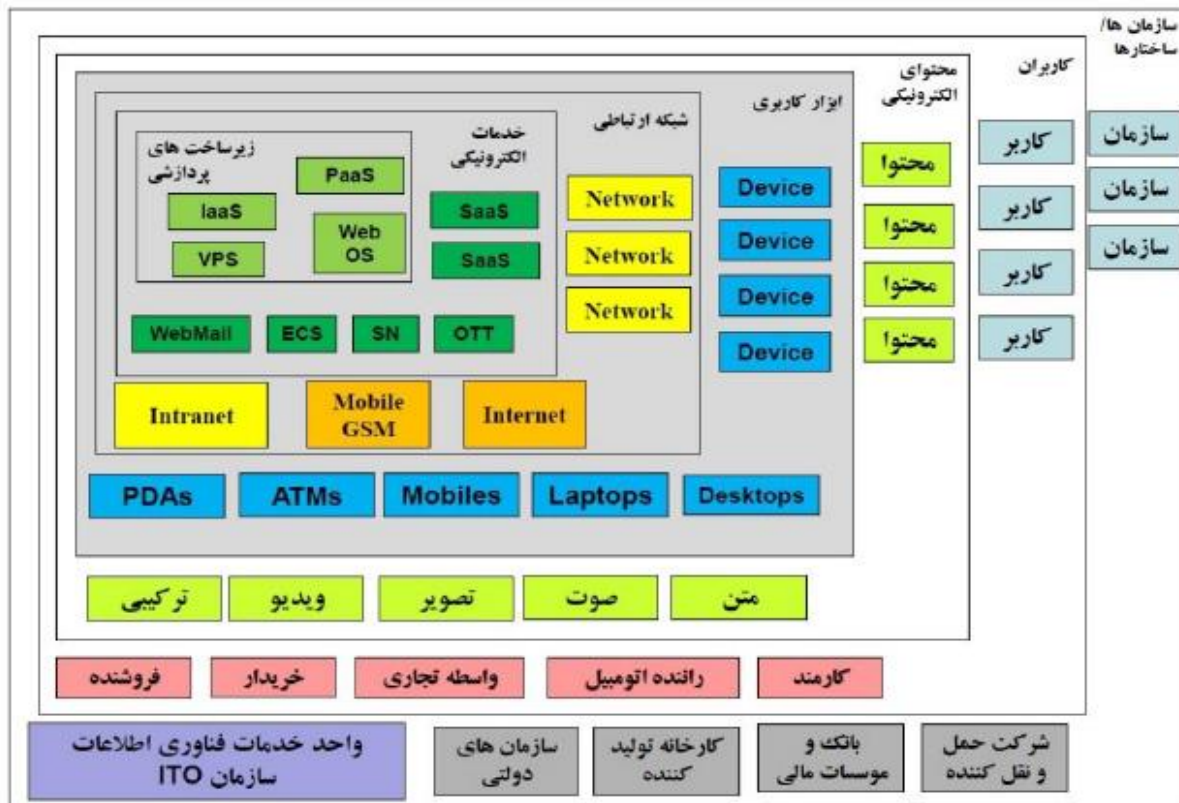 سازمان ها/
ساختارها
کاربران
محتوای
الکترونیکی
ابزار کاربری
شبکه ارتباطی
خدمات
الکترونیکی
زیرساخت های
پردازشی
PaaS
IaaS
Web
OS
VPS
SaaS
SaaS
WebMail
ECS
SN
OTT
Network
Network
Network
Intranet
Mobile
GSM
Internet
Device
Device
Device
Device
PDAs
ATMs
Mobiles
Laptops
Desktops
محتوا
محتوا
محتوا
محتوا
متن
صوت
تصویر
ویدیو
ترکیبی
کاربر
کاربر
کاربر
کاربر
کارمند
راننده اتومبیل
واسطه تجاری
خریدار
فروشنده
سازمان
سازمان
سازمان
شرکت حمل
و نقل کننده
بانک و
موسسات مالی
کارخانه تولید
کننده
سازمان های
دولتی
واحد خدمات فناوری اطلاعات
سازمان ITO